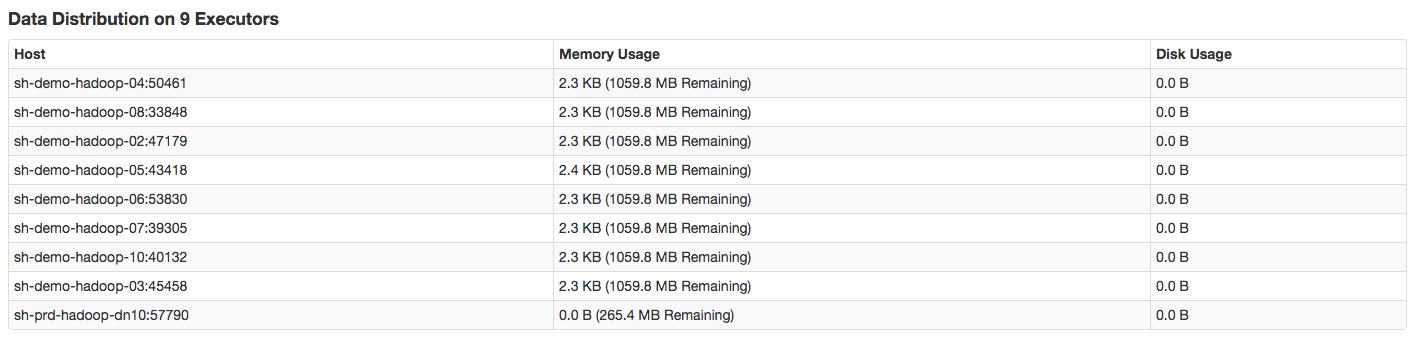 Data Distribution on 9 Executors
Host Memory Usage Disk Usage
sh-demo-hadoop-04:50461 2.3 KB (1059.8 MB Remaining) 0.0 B
sh-demo-hadoop-08:33848 2.3 KB (1059.8 MB Remaining) 0.0 B
sh-demo-hadoop-02:47179 2.3 KB (1059.8 MB Remaining) 0.0 B
sh-demo-hadoop-05:43418 2.4 KB (1059.8 MB Remaining) 0.0 B
sh-demo-hadoop-06:53830 2.3 KB (1059.8 MB Remaining) 0.0 B
sh-demo-hadoop-07:39305 2.3 KB (1059.8 MB Remaining) 0.0 B
sh-demo-hadoop-10:40132 2.3 KB (1059.8 MB Remaining) 0.0 B
sh-demo-hadoop-03:45458 2.3 KB (1059.8 MB Remaining) 0.0 B
sh-prd-hadoop-dn10:57790 0.0 B (265.4 MB Remaining) 0.0 B